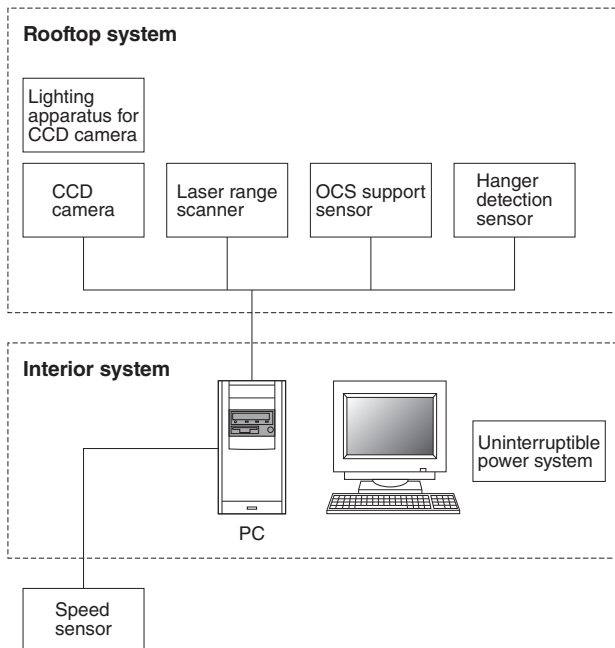 Rooftop system
Lighting
apparatus for
CCD camera
CCD
camera
Laser range
scanner
OCS support
sensor
Hanger
detection
sensor
Interior system
PC
Uninterruptible
power system
Speed
sensor